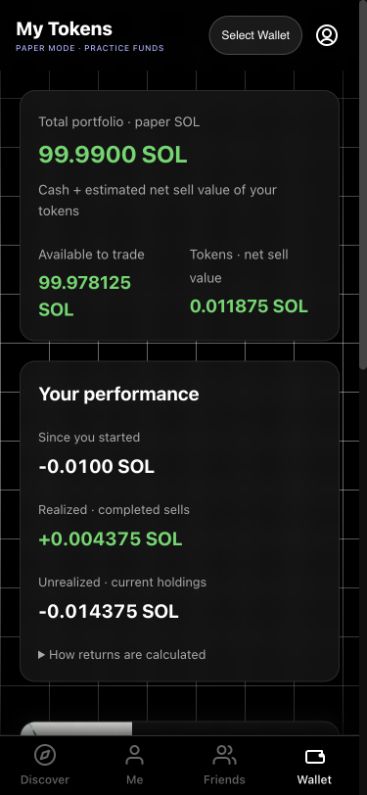 My Tokens
PAPER MODE · PRACTICE FUNDS
Select Wallet
Total portfolio · paper SOL
99.9900 SOL
Cash + estimated net sell value of your
tokens
Available to trade
99.978125
SOL
Tokens · net sell
value
0.011875 SOL
Your performance
Since you started
-0.0100 SOL
Realized · completed sells
+0.004375 SOL
Unrealized · current holdings
-0.014375 SOL
▶ How returns are calculated
Discover
Me
Friends
Wallet